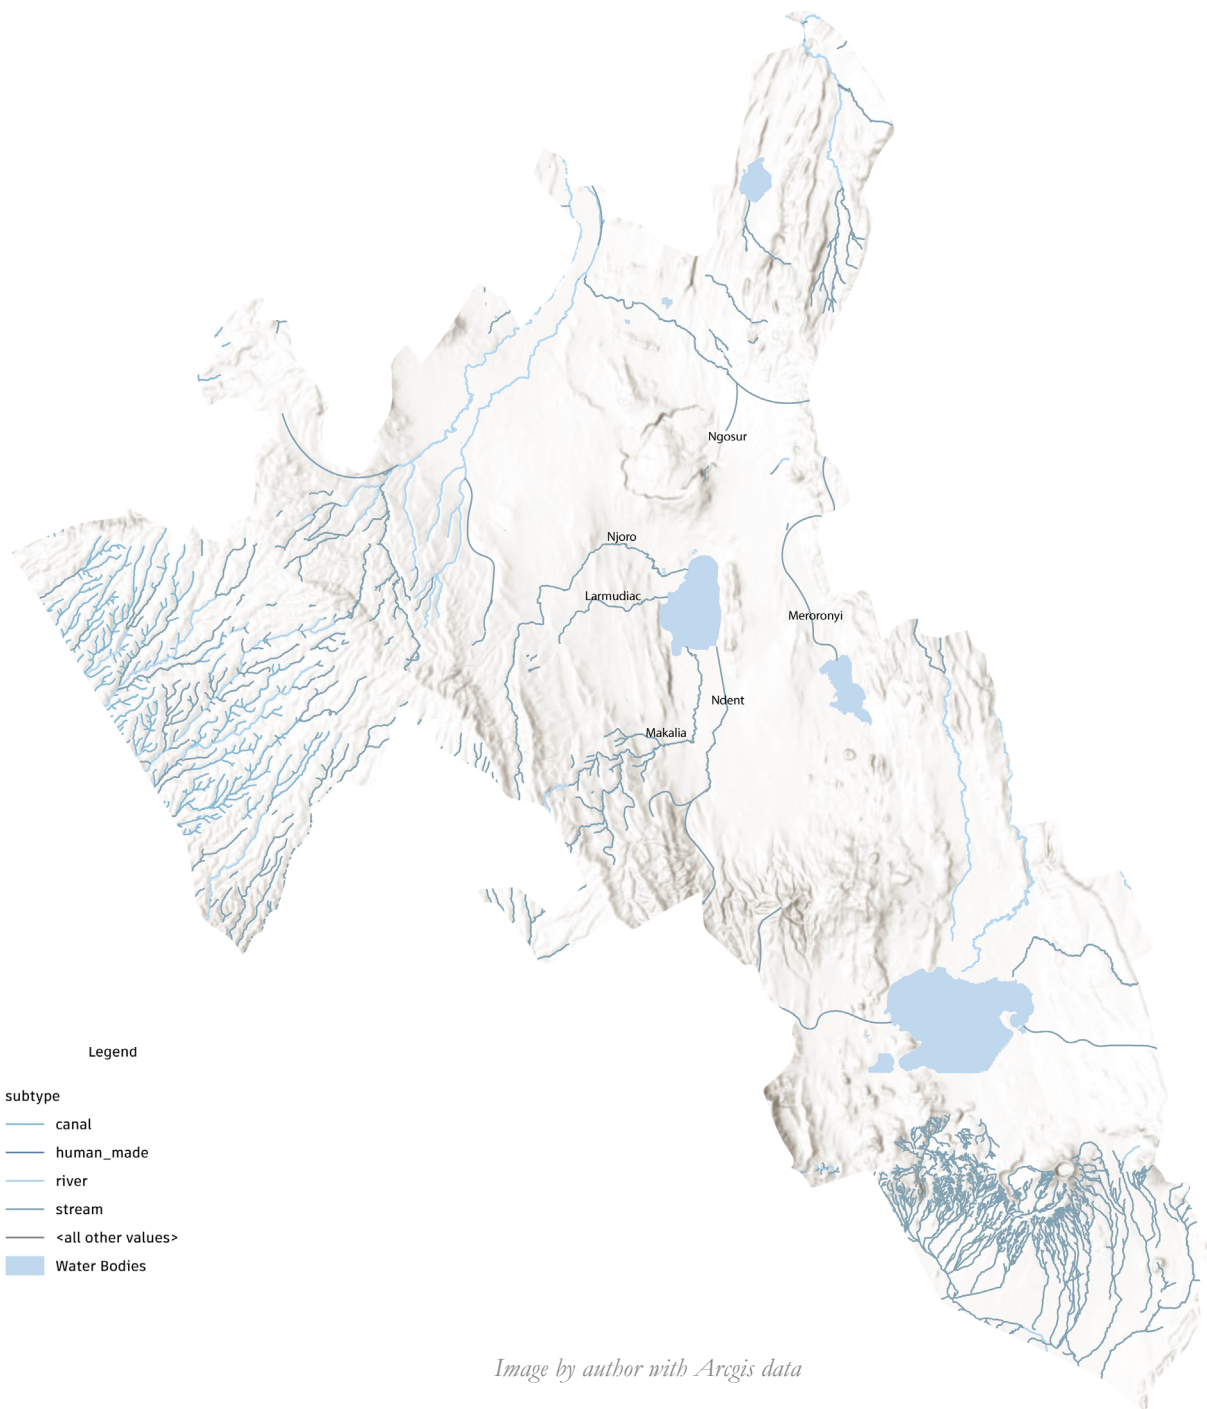 Ngosur
Njoro
Larmudiac
Meroronyi
Ndent
Makalia
Legend
subtype
canal
human_made
river
stream
<all other values>
Water Bodies
Image by author with Arcgis data